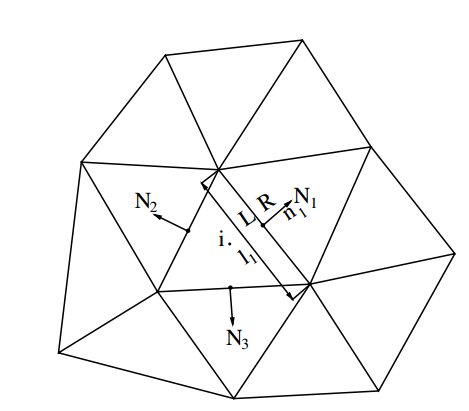 N₂
L R
N₁
n₁
i.
l₁
N₃